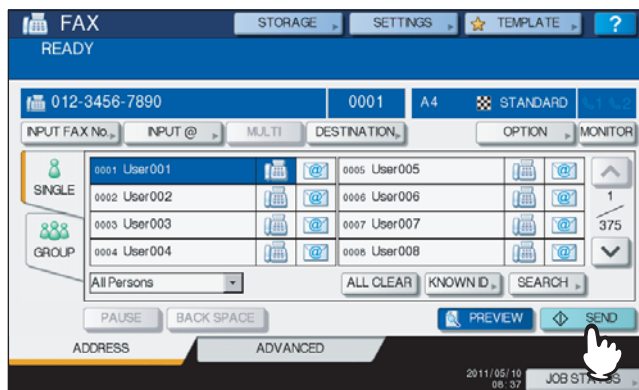 FAX STORAGE SETTINGS TEMPLATE ?
READY
012-3456-7890 0001 A4 STANDARD 1 2
INPUT FAX No. INPUT @ MULTI DESTINATION OPTION MONITOR
SINGLE
GROUP
0001 User001 @ 0005 User005 @
0002 User002 @ 0006 User006 @
0003 User003 @ 0007 User007 @
0004 User004 @ 0008 User008 @
1
375
All Persons ALL CLEAR KNOWN ID SEARCH
PAUSE BACK SPACE PREVIEW SEND
ADDRESS ADVANCED
2011/05/10
08:37
JOB STATUS